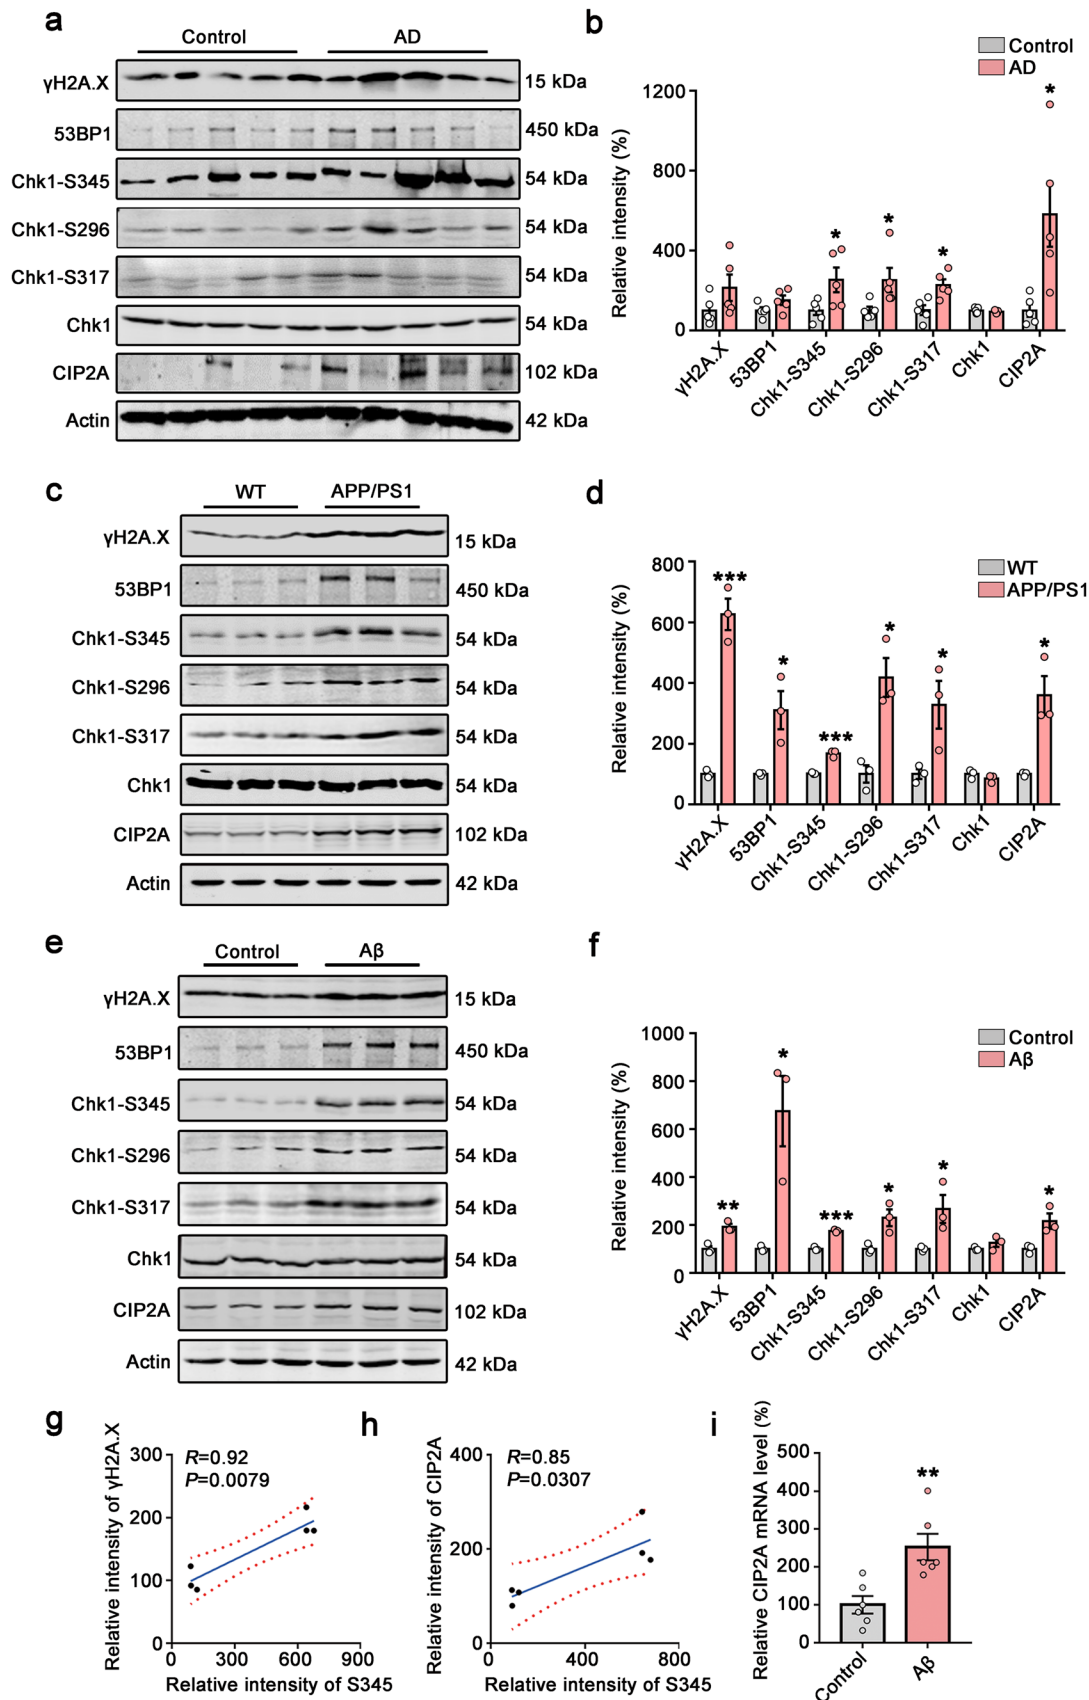 a
Control AD
γH2A.X 15 kDa
53BP1 450 kDa
Chk1-S345 54 kDa
Chk1-S296 54 kDa
Chk1-S317 54 kDa
Chk1 54 kDa
CIP2A 102 kDa
Actin 42 kDa
b
Control
AD
Relative intensity (%)
1200
800
400
0
* * * *
γH2A.X 53BP1 Chk1-S345 Chk1-S296 Chk1-S317 Chk1 CIP2A
c
WT APP/PS1
γH2A.X 15 kDa
53BP1 450 kDa
Chk1-S345 54 kDa
Chk1-S296 54 kDa
Chk1-S317 54 kDa
Chk1 54 kDa
CIP2A 102 kDa
Actin 42 kDa
d
WT
APP/PS1
Relative intensity (%)
800
600
400
200
0
*** * *** * * *
γH2A.X 53BP1 Chk1-S345 Chk1-S296 Chk1-S317 Chk1 CIP2A
e
Control Aβ
γH2A.X 15 kDa
53BP1 450 kDa
Chk1-S345 54 kDa
Chk1-S296 54 kDa
Chk1-S317 54 kDa
Chk1 54 kDa
CIP2A 102 kDa
Actin 42 kDa
f
Control
Aβ
Relative intensity (%)
1000
800
600
400
200
0
** * *** * * *
γH2A.X 53BP1 Chk1-S345 Chk1-S296 Chk1-S317 Chk1 CIP2A
g
Relative intensity of γH2A.X
R=0.92
P=0.0079
300
200
100
0
0 300 600 900
Relative intensity of S345
h
Relative intensity of CIP2A
R=0.85
P=0.0307
400
200
0
0 400 800
Relative intensity of S345
i
Relative CIP2A mRNA level (%)
500
400
300
200
100
0
**
Control Aβ